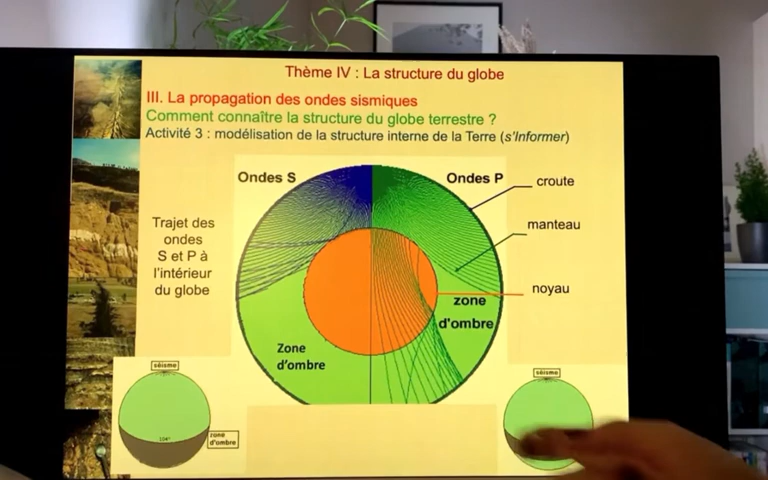 Thème IV : La structure du globe
III. La propagation des ondes sismiques
Comment connaître la structure du globe terrestre ?
Activité 3 : modélisation de la structure interne de la Terre (s'Informer)
Ondes S
Ondes P
croute
manteau
noyau
Trajet des
ondes
S et P à
l'intérieur
du globe
zone
d'ombre
Zone
d'ombre
séisme
104°
zone
d'ombre
séisme